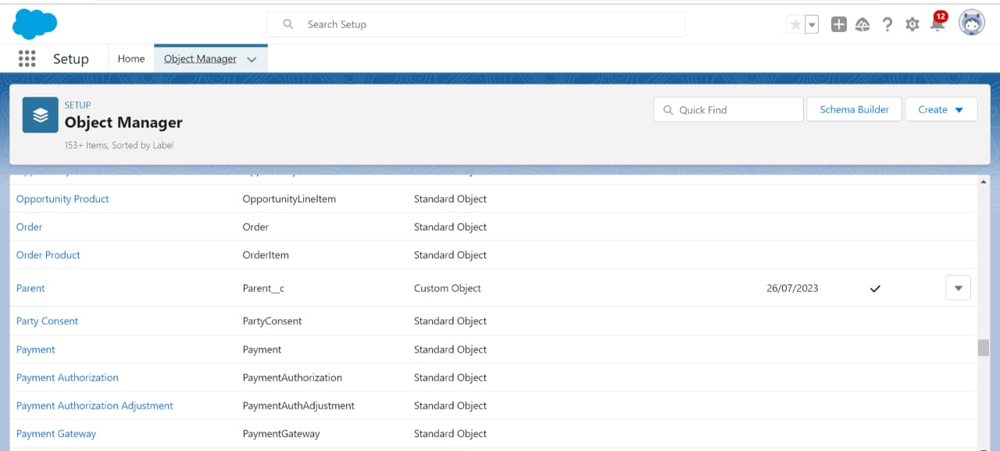 Search Setup
12
Setup
Home
Object Manager
SETUP
Object Manager
153+ Items, Sorted by Label
Quick Find
Schema Builder
Create
Opportunity Product OpportunityLineItem Standard Object
Order Order Standard Object
Order Product OrderItem Standard Object
Parent Parent__c Custom Object 26/07/2023
Party Consent PartyConsent Standard Object
Payment Payment Standard Object
Payment Authorization PaymentAuthorization Standard Object
Payment Authorization Adjustment PaymentAuthAdjustment Standard Object
Payment Gateway PaymentGateway Standard Object